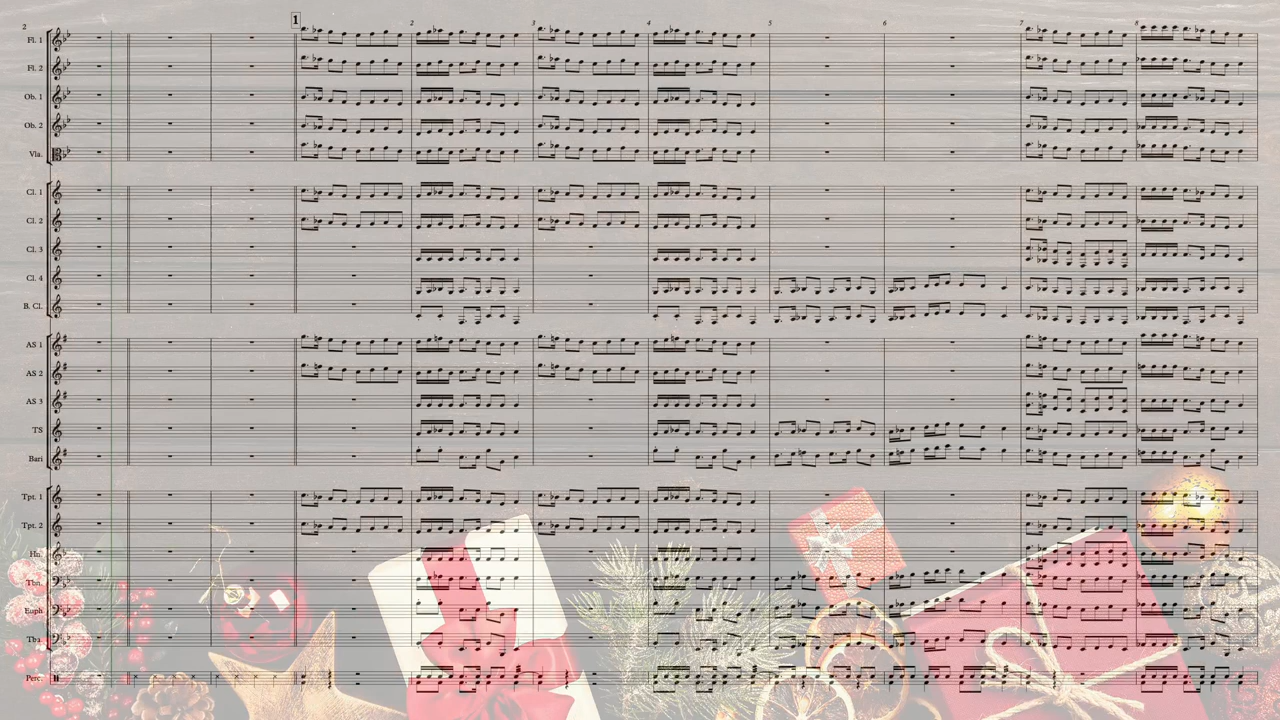 2
1
2 3 4 5 6 7 8
Fl. 1
Fl. 2
Ob. 1
Ob. 2
Vla.
Cl. 1
Cl. 2
Cl. 3
Cl. 4
B. Cl.
AS 1
AS 2
AS 3
TS
Bari
Tpt. 1
Tpt. 2
Hn.
Tbn.
Euph.
Tba
Perc.